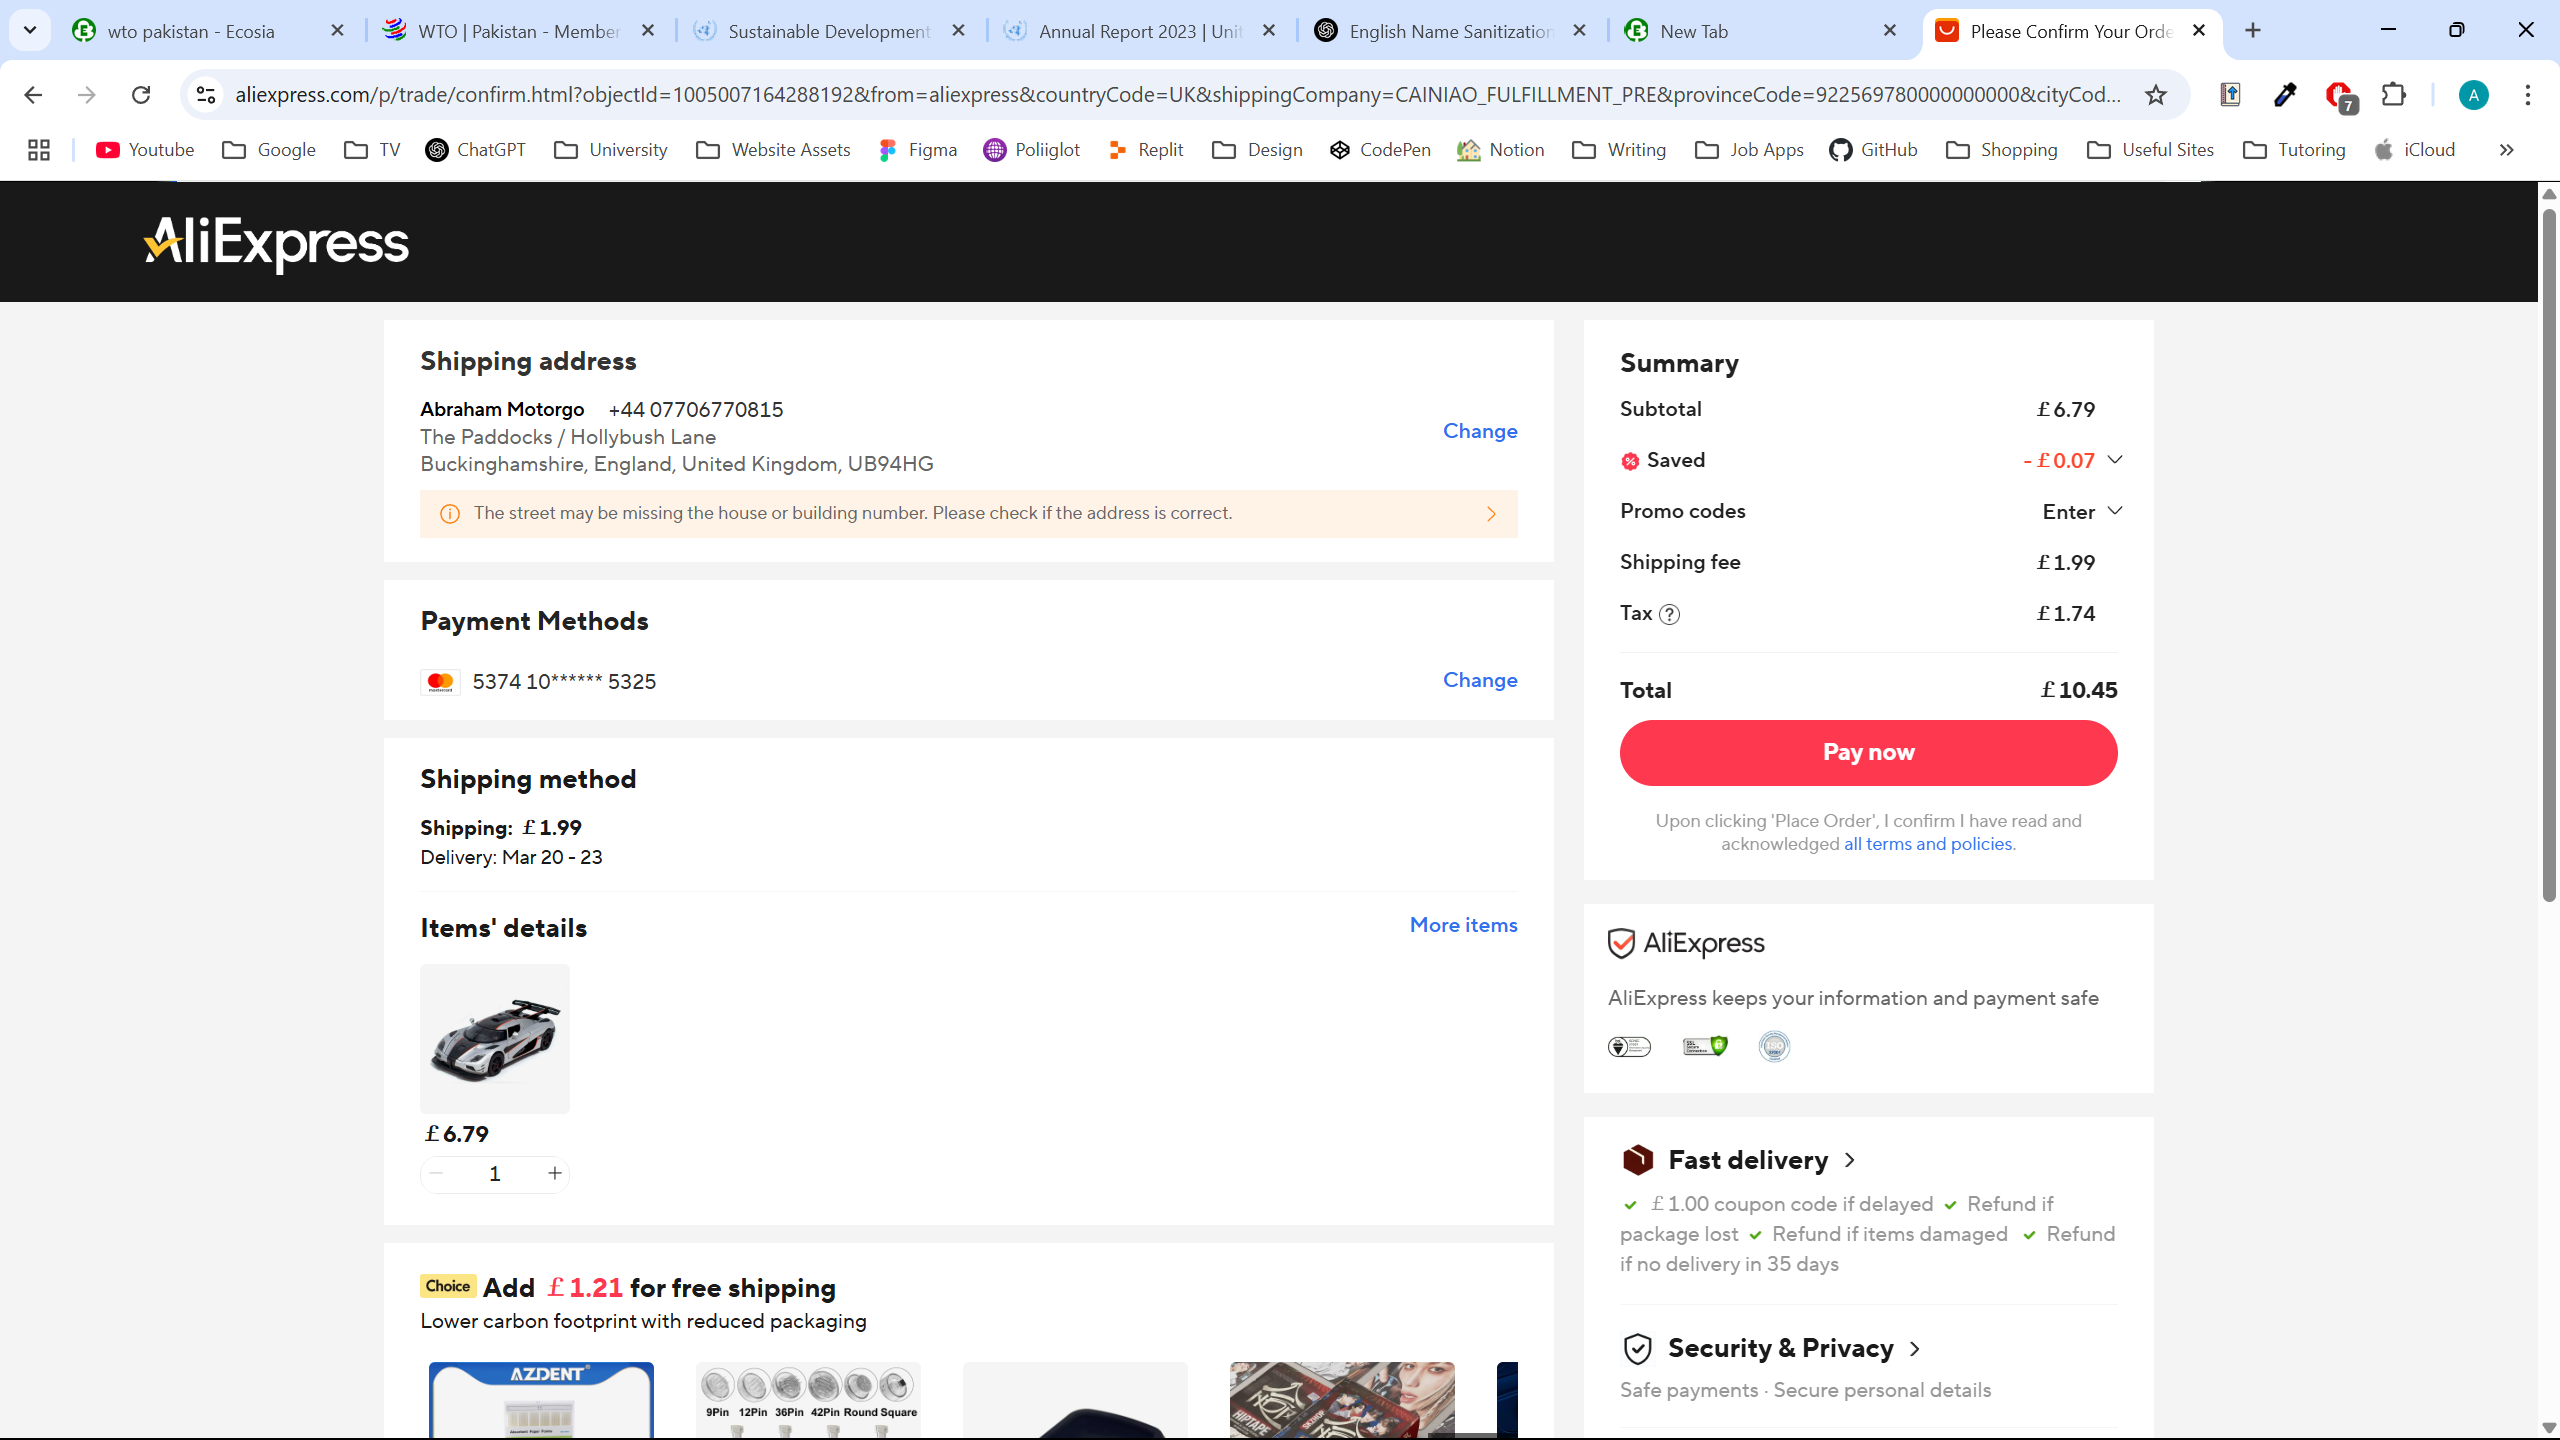 wto pakistan - Ecosia
WTO | Pakistan - Member
Sustainable Development
Annual Report 2023 | Unit
English Name Sanitization
New Tab
Please Confirm Your Orde
aliexpress.com/p/trade/confirm.html?objectId=1005007164288192&from=aliexpress&countryCode=UK&shippingCompany=CAINIAO_FULFILLMENT_PRE&provinceCode=922569780000000000&cityCod...
7
A
Youtube
Google
TV
ChatGPT
University
Website Assets
Figma
Poliiglot
Replit
Design
CodePen
Notion
Writing
Job Apps
GitHub
Shopping
Useful Sites
Tutoring
iCloud
AliExpress
Shipping address
Abraham Motorgo +44 07706770815
The Paddocks / Hollybush Lane
Change
Buckinghamshire, England, United Kingdom, UB94HG
The street may be missing the house or building number. Please check if the address is correct.
Payment Methods
5374 10****** 5325
Change
Shipping method
Shipping: £1.99
Delivery: Mar 20 - 23
Items' details
More items
£6.79
1
Choice Add £1.21 for free shipping
Lower carbon footprint with reduced packaging
AZDENT
9Pin 12Pin 36Pin 42Pin Round Square
Summary
Subtotal £6.79
Saved -£0.07
Promo codes Enter
Shipping fee £1.99
Tax £1.74
Total £10.45
Pay now
Upon clicking 'Place Order', I confirm I have read and
acknowledged all terms and policies.
AliExpress
AliExpress keeps your information and payment safe
Fast delivery
£1.00 coupon code if delayed Refund if
package lost Refund if items damaged Refund
if no delivery in 35 days
Security & Privacy
Safe payments · Secure personal details